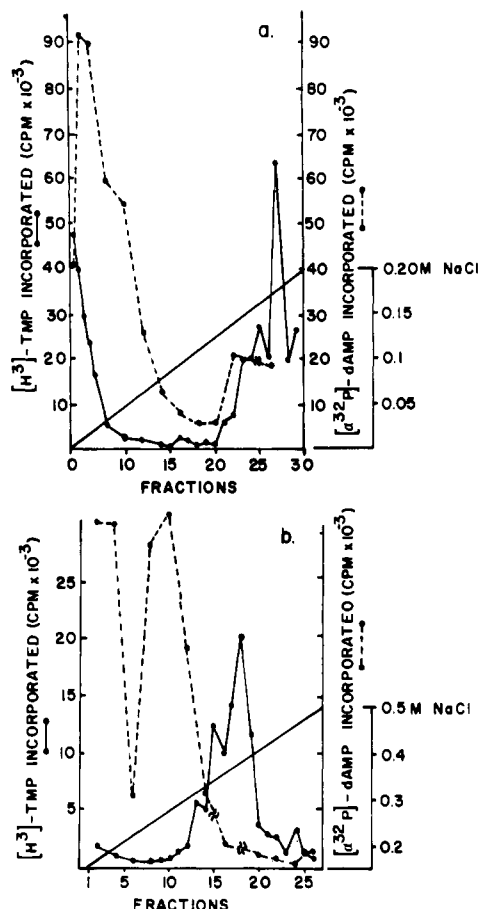 a.
[H³]-TMP INCORPORATED (CPM x 10⁻³)
90
80
70
60
50
40
30
20
10
90
80
70
60
50
40
30
20
10
[α³²P]-dAMP INCORPORATED (CPM x 10⁻³)
0.20M NaCl
0.15
0.1
0.05
0 5 10 15 20 25 30
FRACTIONS
b.
[H³]-TMP INCORPORATED (CPM x 10⁻³)
25
20
15
10
5
[α³²P]-dAMP INCORPORATED (CPM x 10⁻³)
0.5M NaCl
0.4
0.3
0.2
1 5 10 15 20 25
FRACTIONS